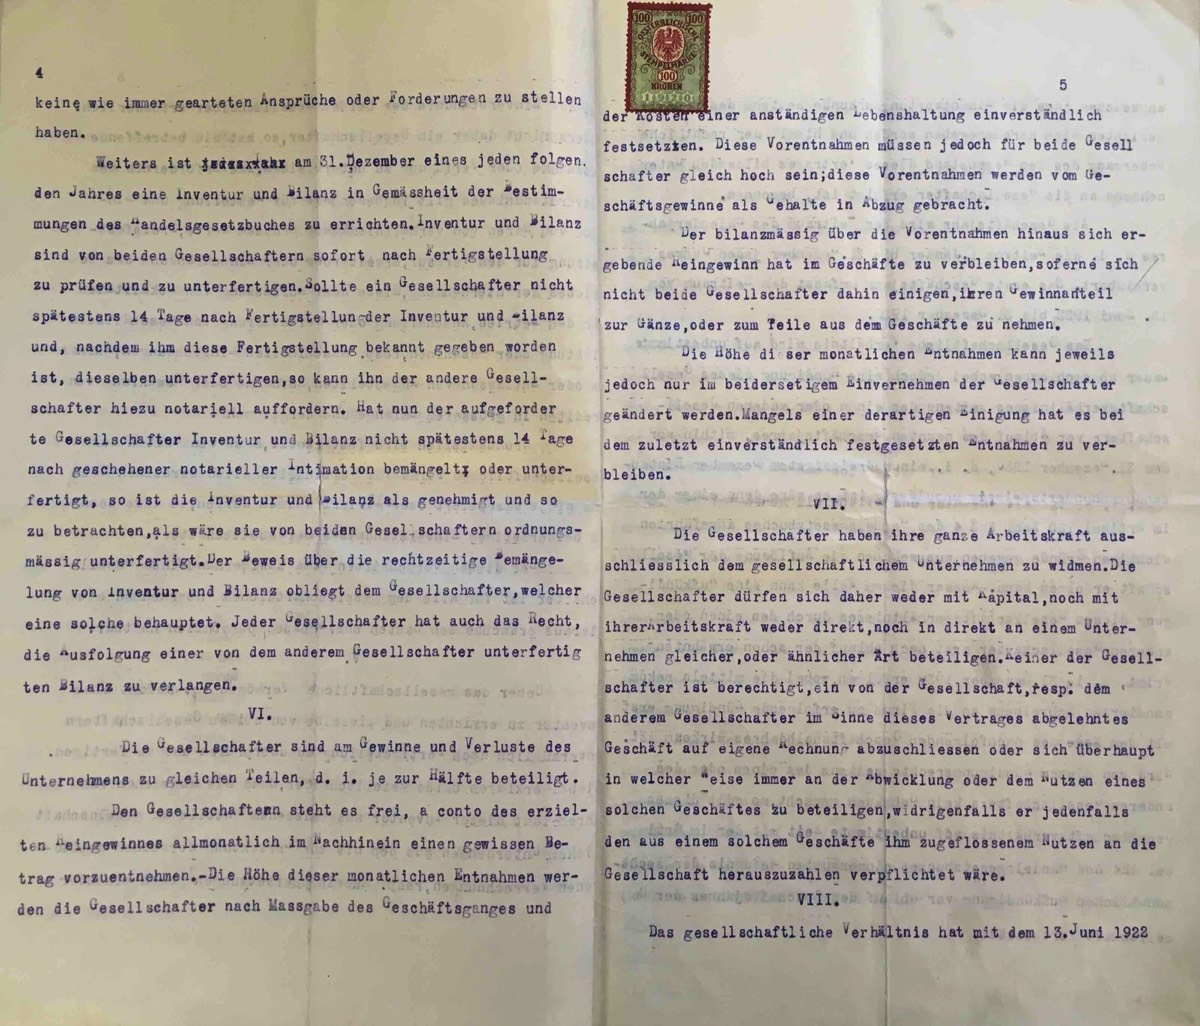 4
keine wie immer gearteten Ansprüche oder Forderungen zu stellen
haben.
Weiters ist am 31.Dezember eines jeden folgen.
den Jahres eine Inventur und Bilanz in Gemässheit der Bestim-
mungen des Handelsgesetzbuches zu errichten.Inventur und Bilanz
sind von beiden Gesellschaftern sofort nach Fertigstellung
zu prüfen und zu unterfertigen.Sollte ein Gesellschafter nicht
spätestens 14 Tage nach Fertigstellun der Inventur und Bilanz
und, nachdem ihm diese Fertigstellung bekannt gegeben worden
ist, dieselben unterfertigen,so kann ihn der andere Gesell-
schafter hiezu notariell auffordern. Hat nun der aufgeforder
te Gesellschafter Inventur und Bilanz nicht spätestens 14 Tage
nach geschehener notarieller Intimation bemängelt; oder unter-
fertigt, so ist die Inventur und Bilanz als genehmigt und so
zu betrachten,als wäre sie von beiden Gesellschaftern ordnungs-
mässig unterfertigt.Der Beweis über die rechtzeitige Bemänge-
lung von Inventur und Bilanz obliegt dem Gesellschafter,welcher
eine solche behauptet. Jeder Gesellschafter hat auch das Recht,
die Ausfolgung einer von dem anderem Gesellschafter unterfertig
ten Bilanz zu verlangen.
VI.
Die Gesellschafter sind am Gewinne und Verluste des
Unternehmens zu gleichen Teilen, d. i. je zur Hälfte beteiligt.
Den Gesellschaftern steht es frei, a conto des erziel-
ten Reingewinnes allmonatlich im Nachhinein einen gewissen Be-
trag vorzuentnehmen.-Die Höhe dieser monatlichen Entnahmen wer-
den die Gesellschafter nach Massgabe des Geschäftsganges und
100 100
ÖSTERREICHISCHE
STEMPELMARKE
100
KRONEN
1920
5
der Kosten einer anständigen Lebenshaltung einverständlich
festsetzten. Diese Vorentnahmen müssen jedoch für beide Gesell
schafter gleich hoch sein;diese Vorentnahmen werden vom Ge-
schäftsgewinne als Gehalte in Abzug gebracht.
Der bilanzmässig über die Vorentnahmen hinaus sich er-
gebende Reingewinn hat im Geschäfte zu verbleiben,soferne sich
nicht beide Gesellschafter dahin einigen,ihren Gewinnanteil
zur Gänze,oder zum Teile aus dem Geschäfte zu nehmen.
Die Höhe di ser monatlichen Entnahmen kann jeweils
jedoch nur im beidersetigem Einvernehmen der Gesellschafter
geändert werden.Mangels einer derartigen Einigung hat es bei
dem zuletzt einverständlich festgesetzten Entnahmen zu ver-
bleiben.
VII.
Die Gesellschafter haben ihre ganze Arbeitskraft aus-
schliesslich dem gesellschaftlichem Unternehmen zu widmen.Die
Gesellschafter dürfen sich daher weder mit Kapital,noch mit
ihrerArbeitskraft weder direkt,noch in direkt an einem Unter-
nehmen gleicher,oder ähnlicher Art beteiligen.Keiner der Gesell-
schafter ist berechtigt,ein von der Gesellschaft,resp. dem
anderem Gesellschafter im Sinne dieses Vertrages abgelehntes
Geschäft auf eigene Rechnung abzuschliessen oder sich überhaupt
in welcher Weise immer an der Abwicklung oder dem Nutzen eines
solchen Geschäftes zu beteiligen,widrigenfalls er jedenfalls
den aus einem solchem Geschäfte ihm zugeflossenem Nutzen an die
Gesellschaft herauszuzahlen verpflichtet wäre.
VIII.
Das gesellschaftliche Verhältnis hat mit dem 13.Juni 1922